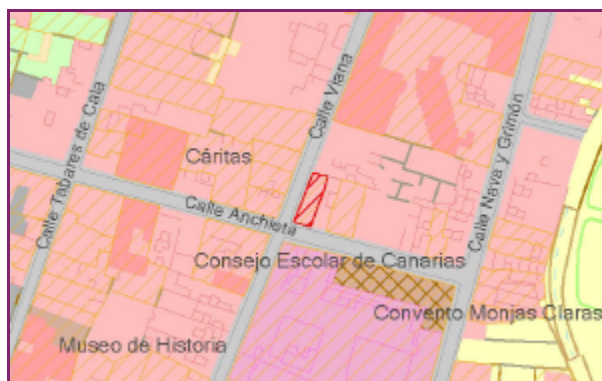 Calle Tabares de Cala
Calle Viana
Calle Nava y Grimón
Cáritas
Calle Anchieta
Consejo Escolar de Canarias
Convento Monjas Claras
Museo de Historia